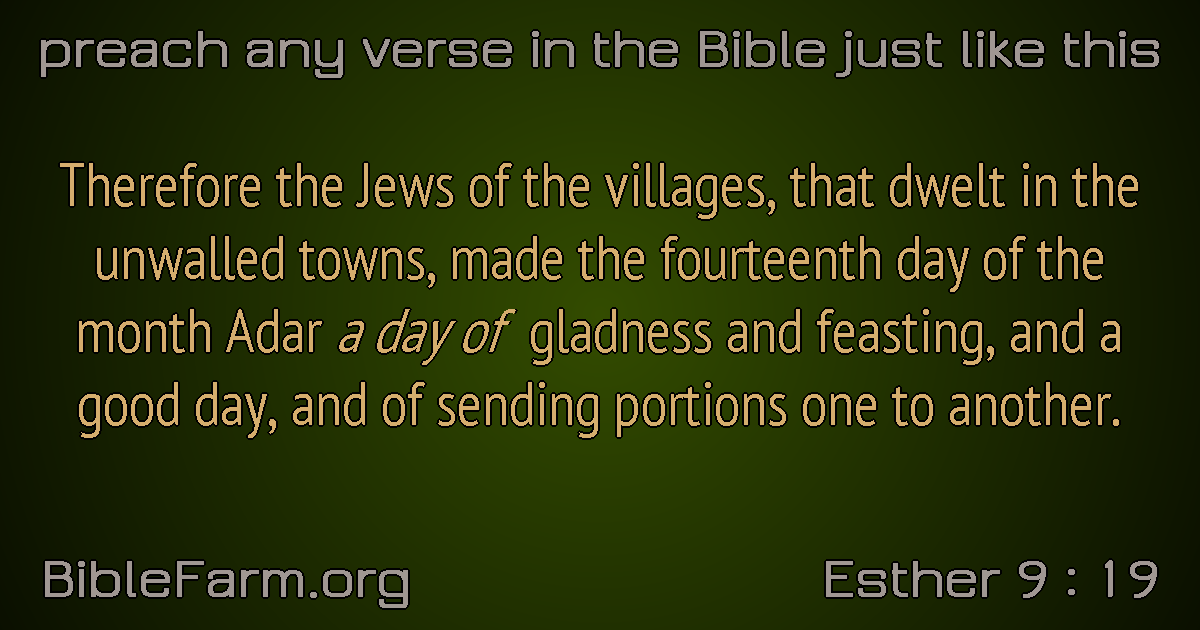 preach any verse in the Bible just like this
Therefore the Jews of the villages, that dwelt in the
unwalled towns, made the fourteenth day of the
month Adar a day of gladness and feasting, and a
good day, and of sending portions one to another.
BibleFarm.org
Esther 9 : 19